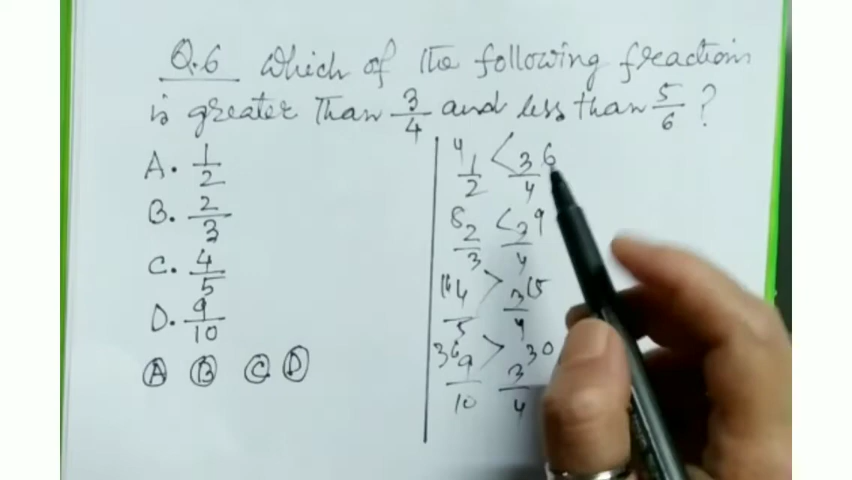 Q.6 Which of the following fractions
is greater than 3/4 and less than 5/6 ?
A. 1/2
B. 2/3
C. 4/5
D. 9/10
A B C D
4 1/2 < 3/4 6
8 2/3 < 3/4 9
16 4/5 > 3/4 15
36 9/10 > 3/4 30